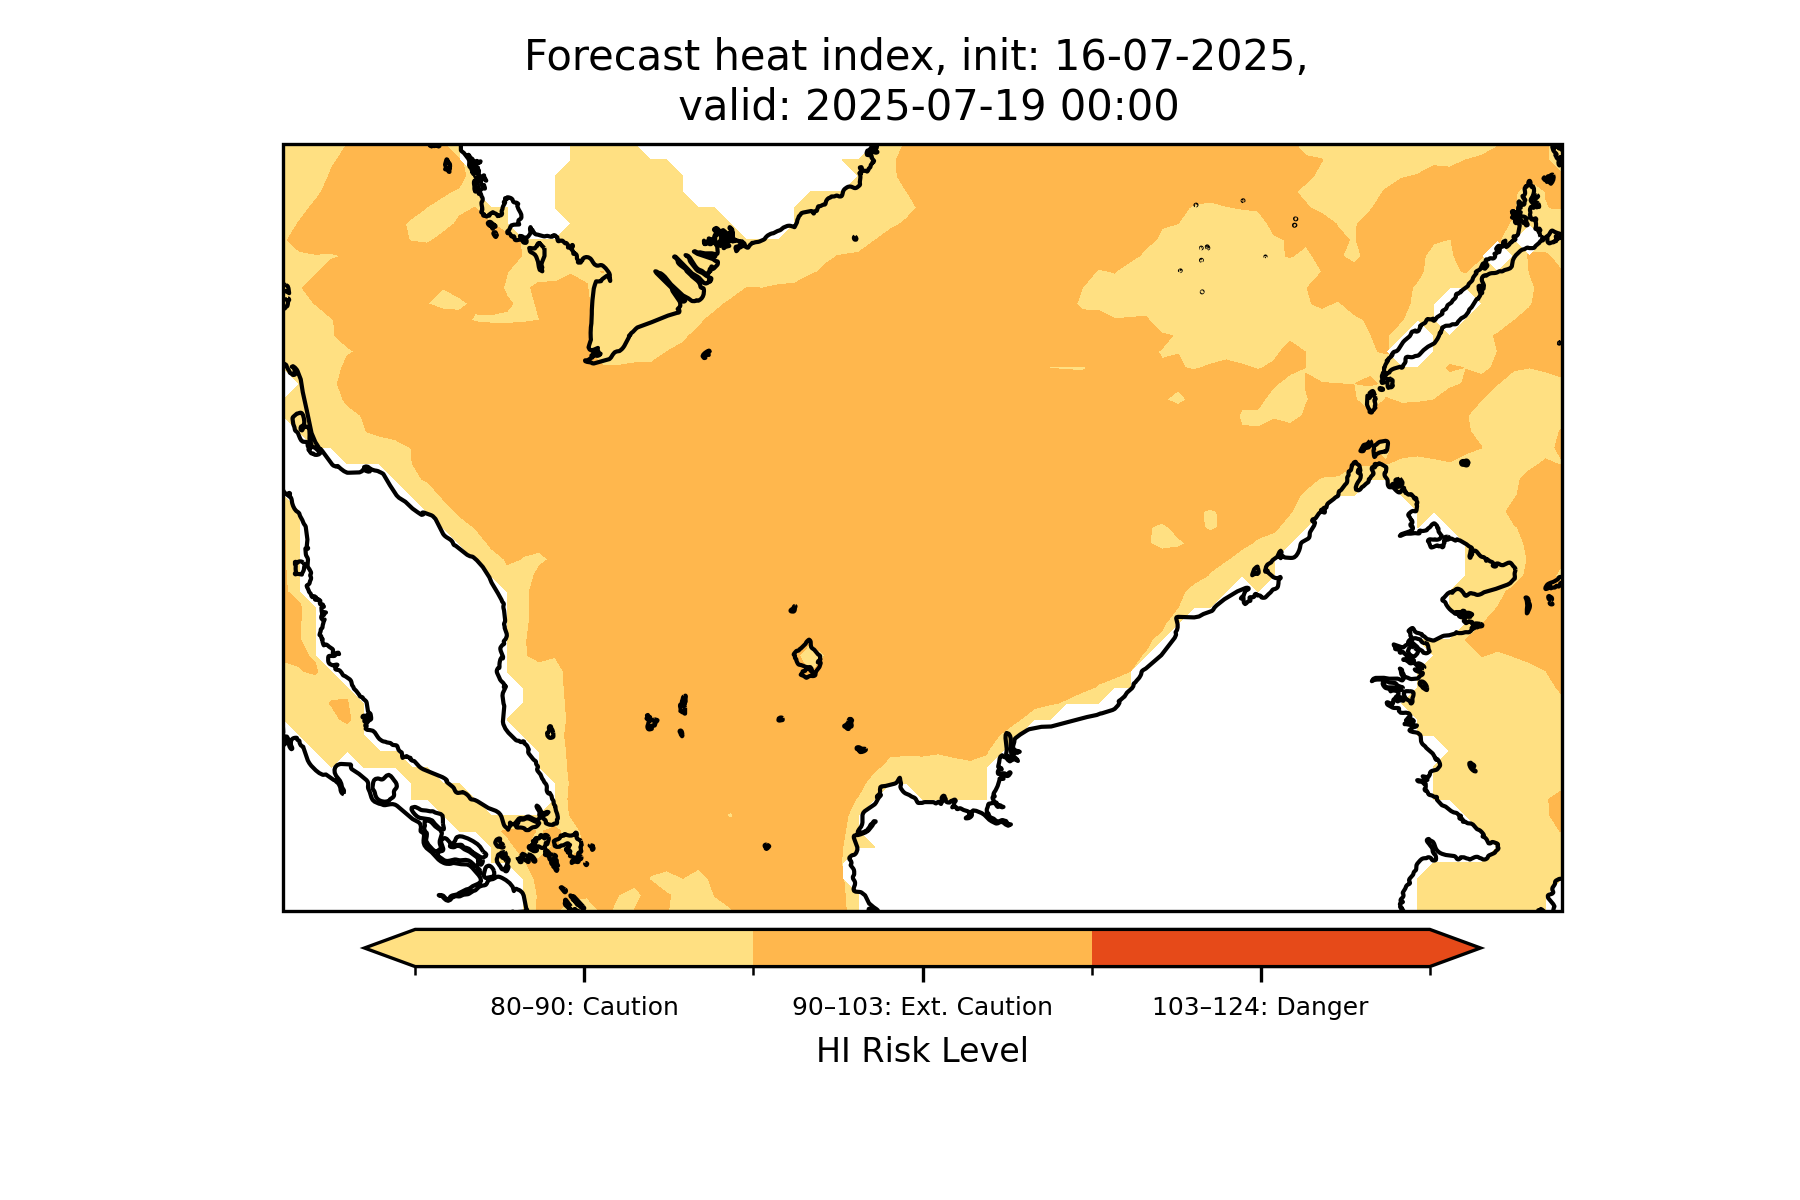 Forecast heat index, init: 16-07-2025,
valid: 2025-07-19 00:00
80–90: Caution
90–103: Ext. Caution
103–124: Danger
HI Risk Level